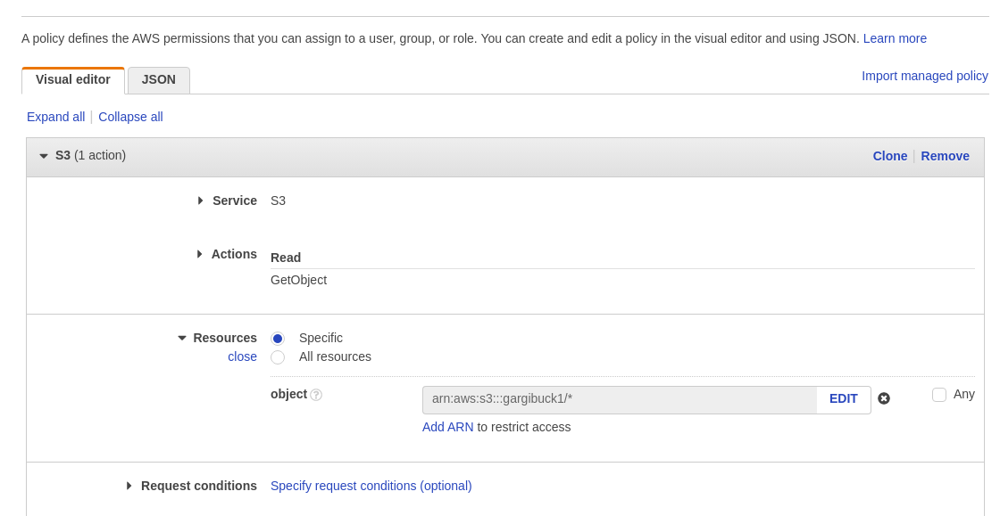 A policy defines the AWS permissions that you can assign to a user, group, or role. You can create and edit a policy in the visual editor and using JSON. Learn more
Visual editor JSON Import managed policy
Expand all | Collapse all
S3 (1 action) Clone | Remove
Service S3
Actions Read
GetObject
Resources Specific
close All resources
object ? arn:aws:s3:::gargibuck1/* EDIT Any
Add ARN to restrict access
Request conditions Specify request conditions (optional)